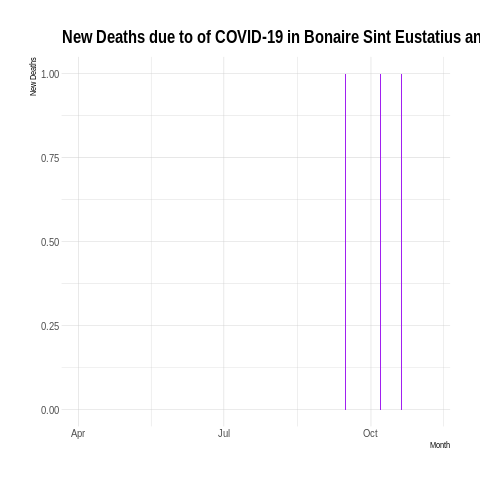 New Deaths due to of COVID-19 in Bonaire Sint Eustatius an
New Deaths
1.00
0.75
0.50
0.25
0.00
Apr Jul Oct
Month